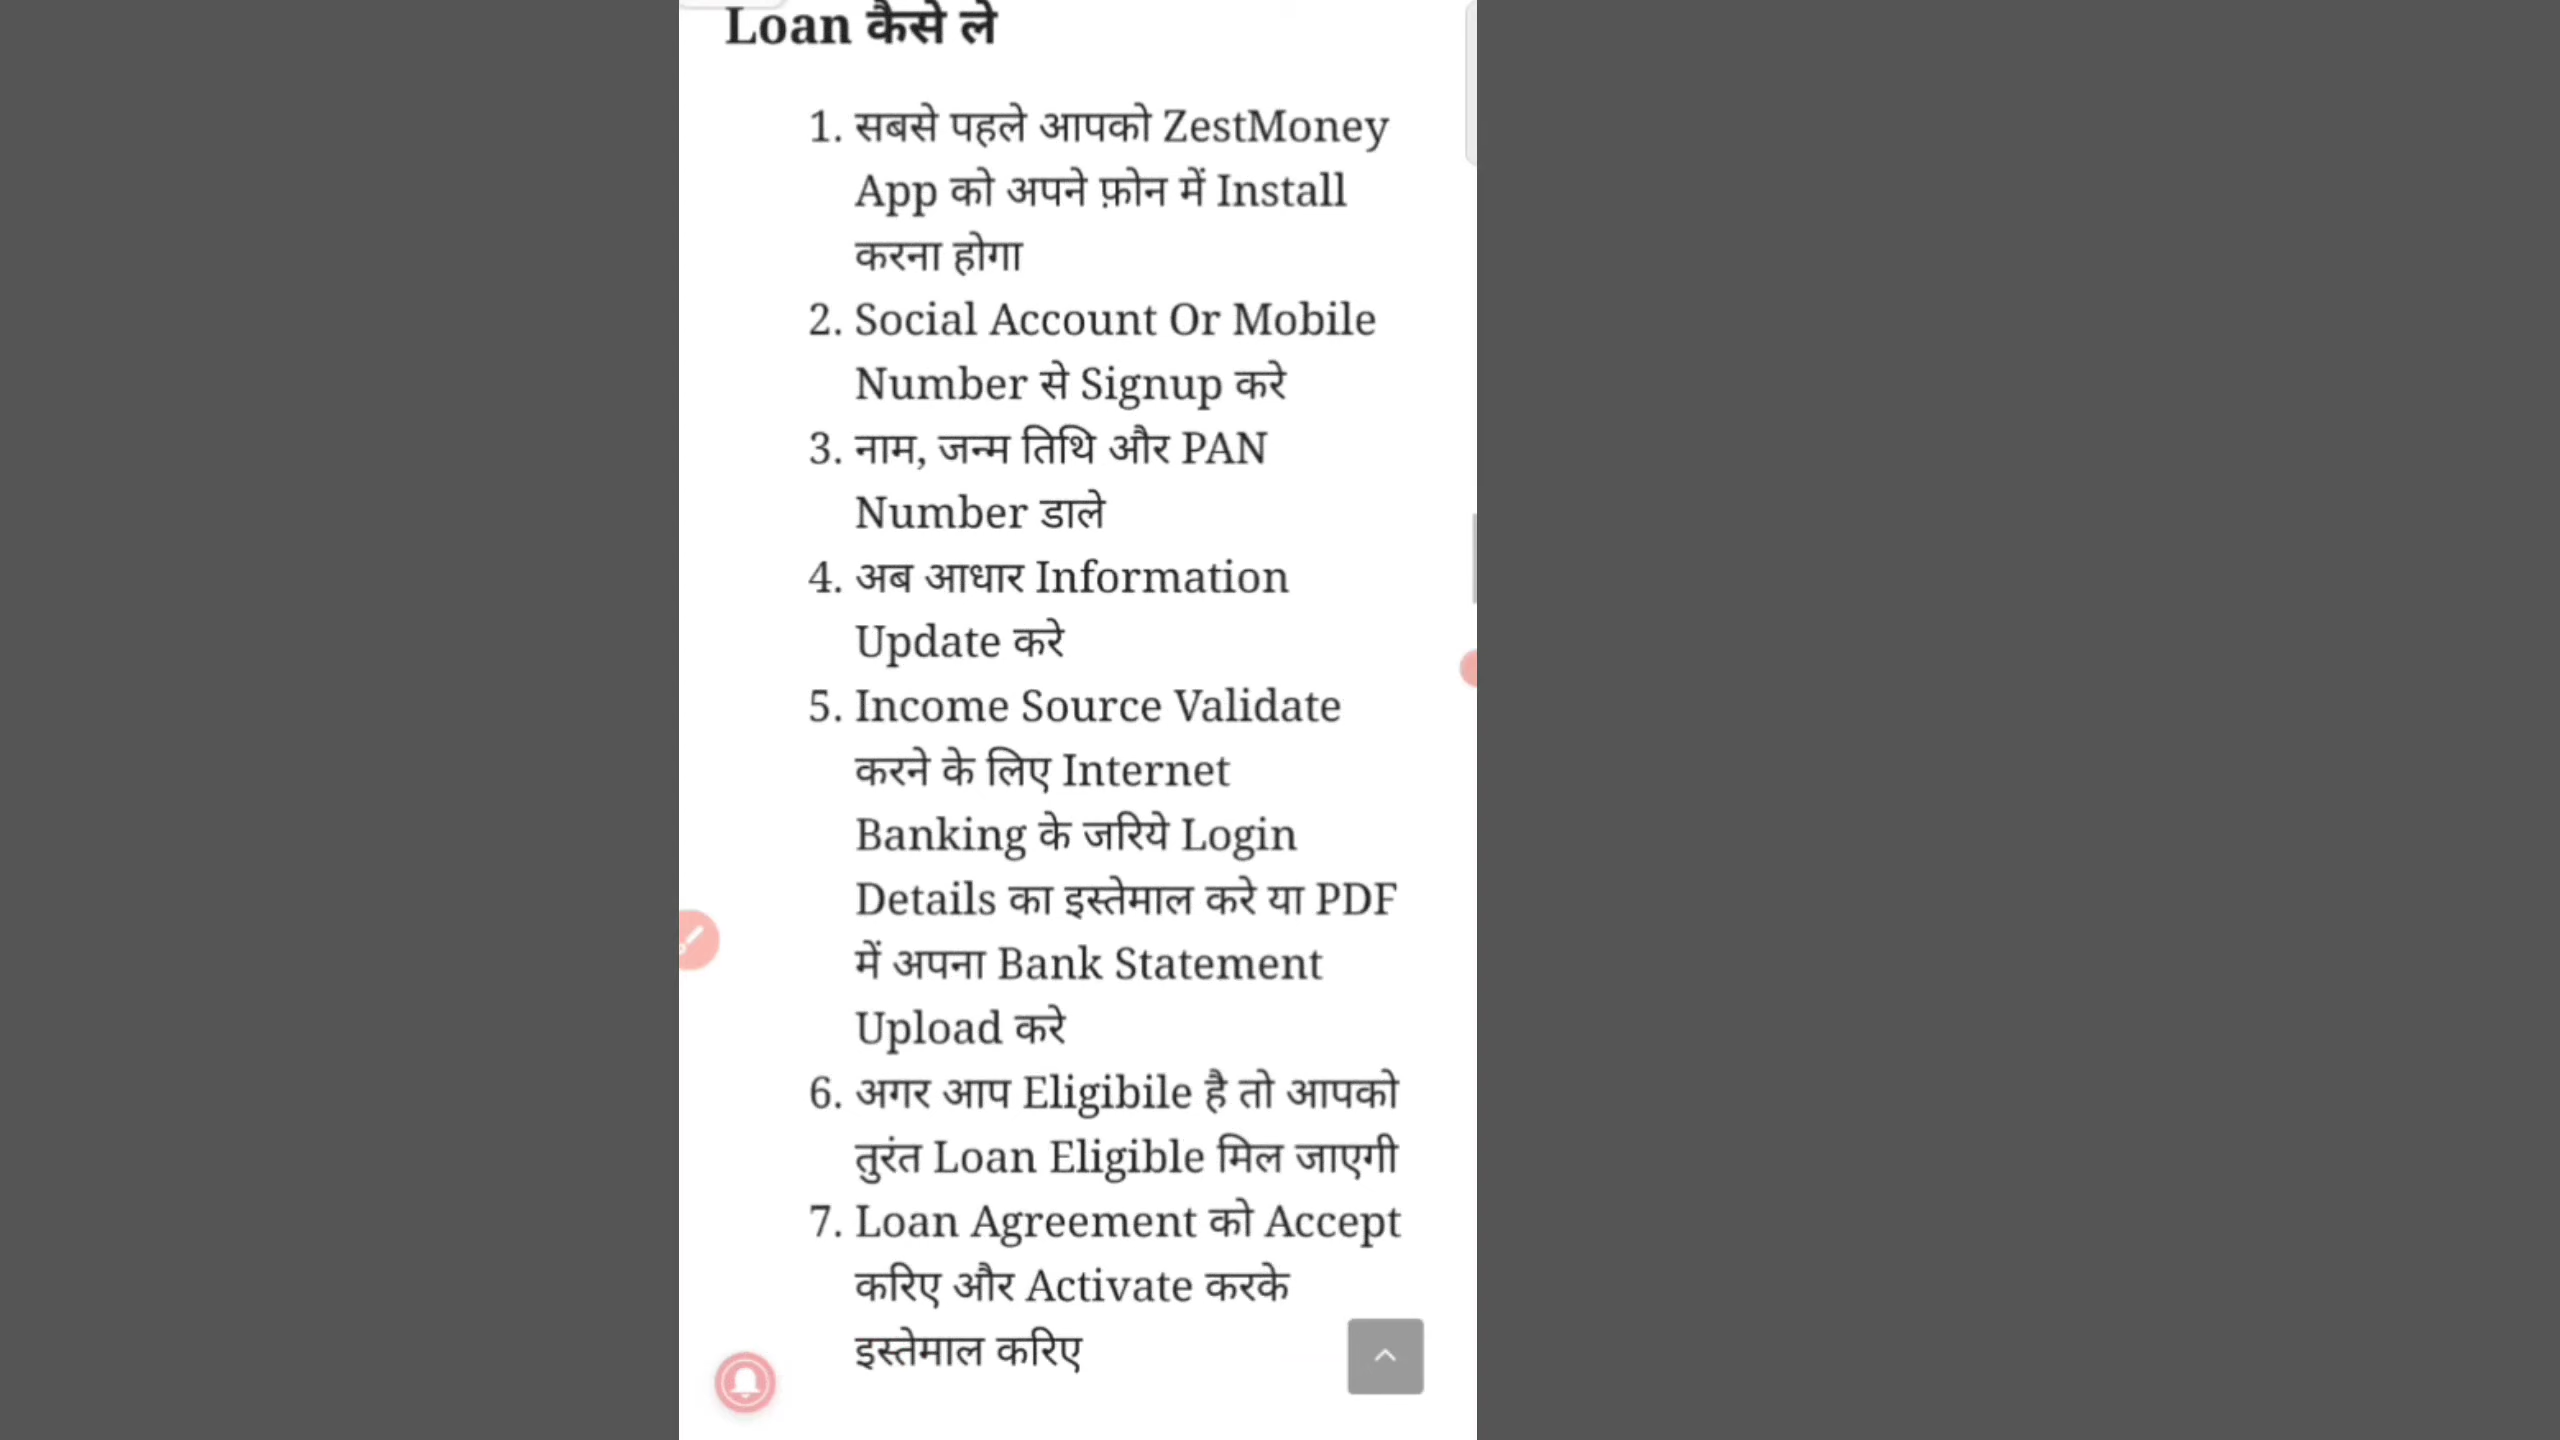 Loan कैसे ले
1. सबसे पहले आपको ZestMoney
App को अपने फ़ोन में Install
करना होगा
2. Social Account Or Mobile
Number से Signup करे
3. नाम, जन्म तिथि और PAN
Number डाले
4. अब आधार Information
Update करे
5. Income Source Validate
करने के लिए Internet
Banking के जरिये Login
Details का इस्तेमाल करे या PDF
में अपना Bank Statement
Upload करे
6. अगर आप Eligibile है तो आपको
तुरंत Loan Eligible मिल जाएगी
7. Loan Agreement को Accept
करिए और Activate करके
इस्तेमाल करिए